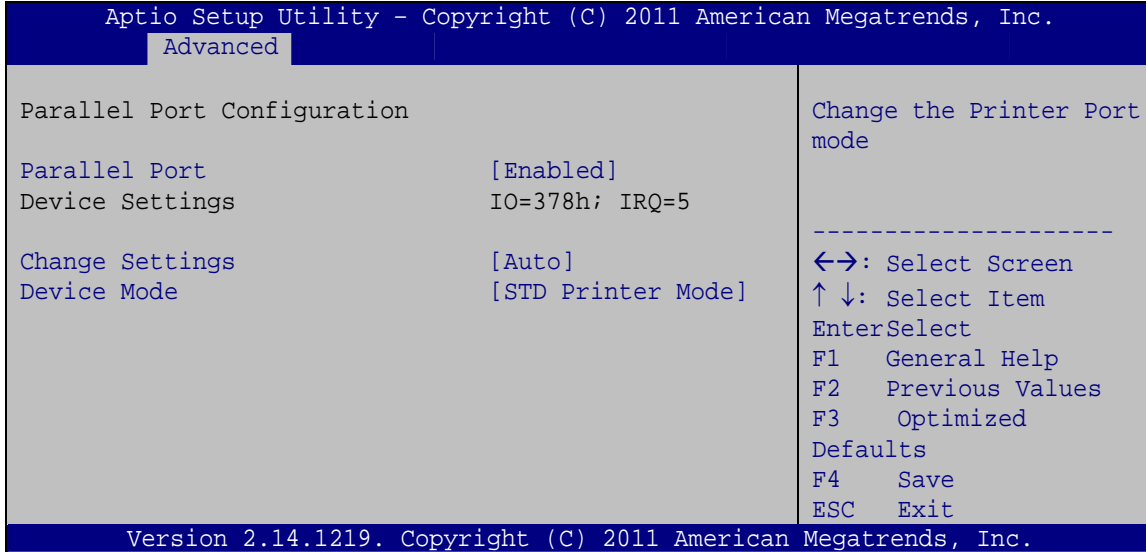 Aptio Setup Utility – Copyright (C) 2011 American Megatrends, Inc.
Advanced
Parallel Port Configuration
Parallel Port [Enabled]
Device Settings IO=378h; IRQ=5
Change Settings [Auto]
Device Mode [STD Printer Mode]
Change the Printer Port
mode
---------------------
←→: Select Screen
↑ ↓: Select Item
EnterSelect
F1 General Help
F2 Previous Values
F3 Optimized
Defaults
F4 Save
ESC Exit
Version 2.14.1219. Copyright (C) 2011 American Megatrends, Inc.